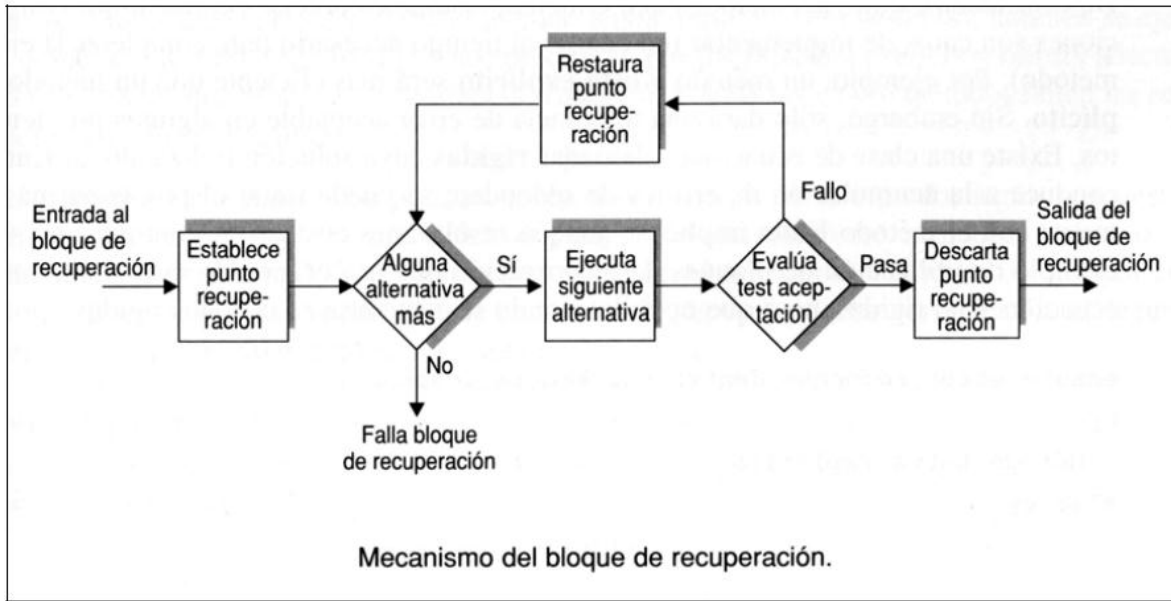 Restaura
punto
recupe-
ración
Entrada al
bloque de
recuperación
Establece
punto
recupe-
ración
Alguna
alternativa
más
Sí
No
Falla bloque
de recuperación
Ejecuta
siguiente
alternativa
Evalúa
test acep-
tación
Fallo
Pasa
Descarta
punto
recupe-
ración
Salida del
bloque de
recuperación
Mecanismo del bloque de recuperación.